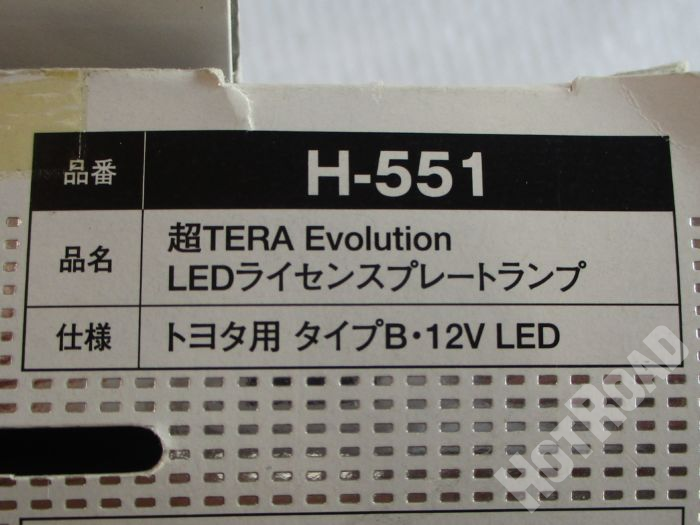 品番 H-551
品名 超TERA Evolution
LEDライセンスプレートランプ
仕様 トヨタ用 タイプB・12V LED
HOTROAD